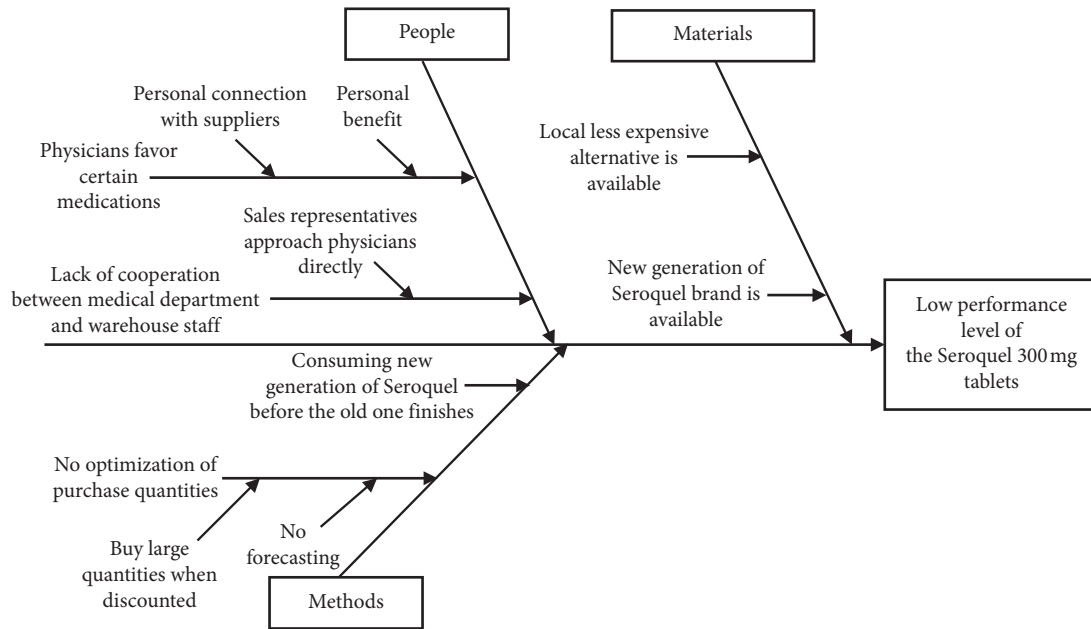 People
Materials
Personal connection
with suppliers
Personal
benefit
Physicians favor
certain
medications
Local less expensive
alternative is
available
Sales representatives
approach physicians
directly
Lack of cooperation
between medical department
and warehouse staff
New generation of
Seroquel brand is
available
Low performance
level of
the Seroquel 300 mg
tablets
Consuming new
generation of Seroquel
before the old one finishes
No optimization of
purchase quantities
Buy large
quantities when
discounted
No
forecasting
Methods